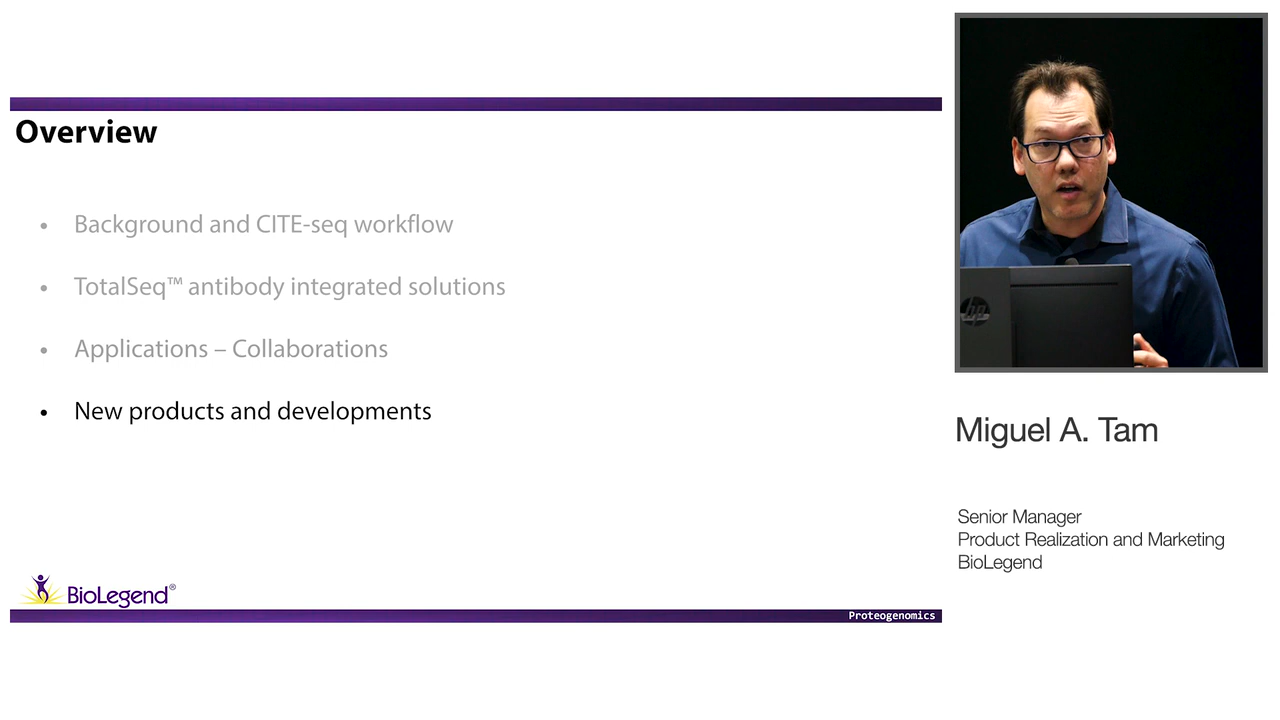 Overview
• Background and CITE-seq workflow
• TotalSeq™ antibody integrated solutions
• Applications – Collaborations
• New products and developments
BioLegend®
Proteogenomics
hp
Miguel A. Tam
Senior Manager
Product Realization and Marketing
BioLegend